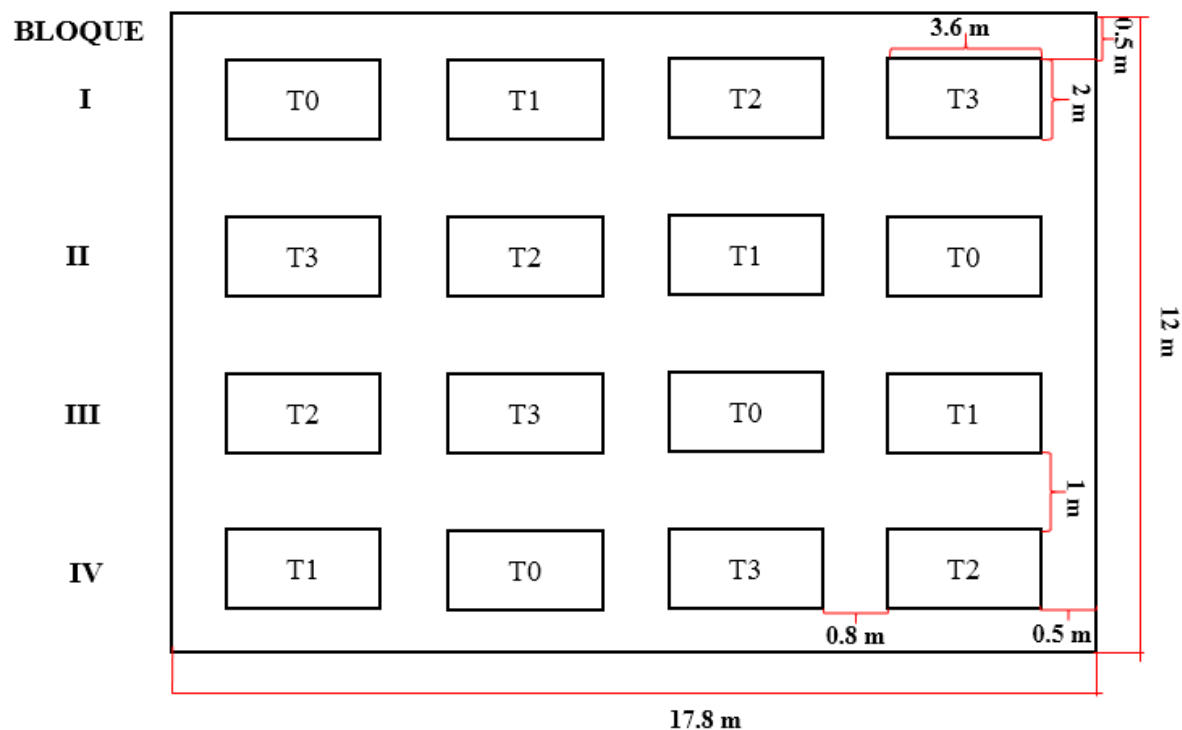 BLOQUE
3.6 m
0.5 m
I
T0
T1
T2
T3
2 m
II
T3
T2
T1
T0
12 m
III
T2
T3
T0
T1
1 m
IV
T1
T0
T3
T2
0.8 m
0.5 m
17.8 m